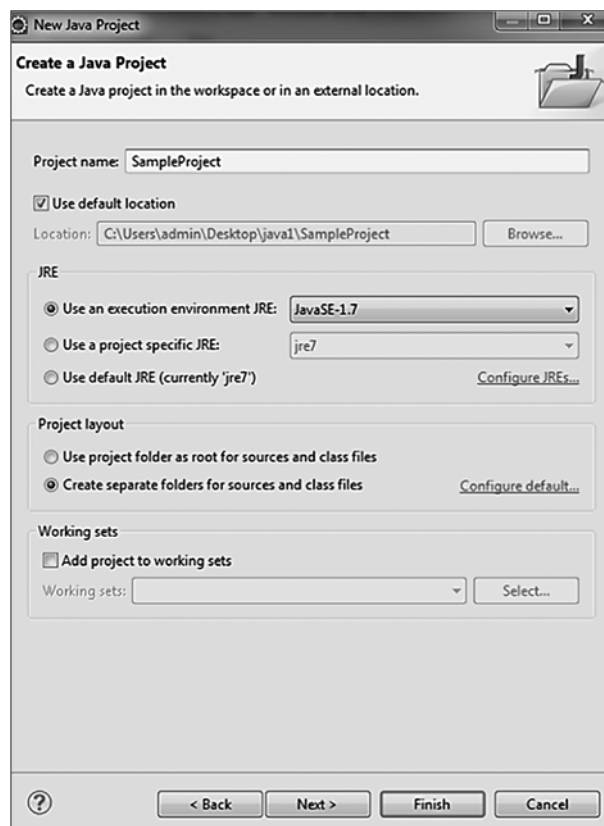 New Java Project
Create a Java Project
Create a Java project in the workspace or in an external location.
Project name: SampleProject
Use default location
Location: C:\Users\admin\Desktop\java1\SampleProject Browse...
JRE
Use an execution environment JRE: JavaSE-1.7
Use a project specific JRE: jre7
Use default JRE (currently 'jre7') Configure JREs...
Project layout
Use project folder as root for sources and class files
Create separate folders for sources and class files Configure default...
Working sets
Add project to working sets
Working sets: Select...
? < Back Next > Finish Cancel